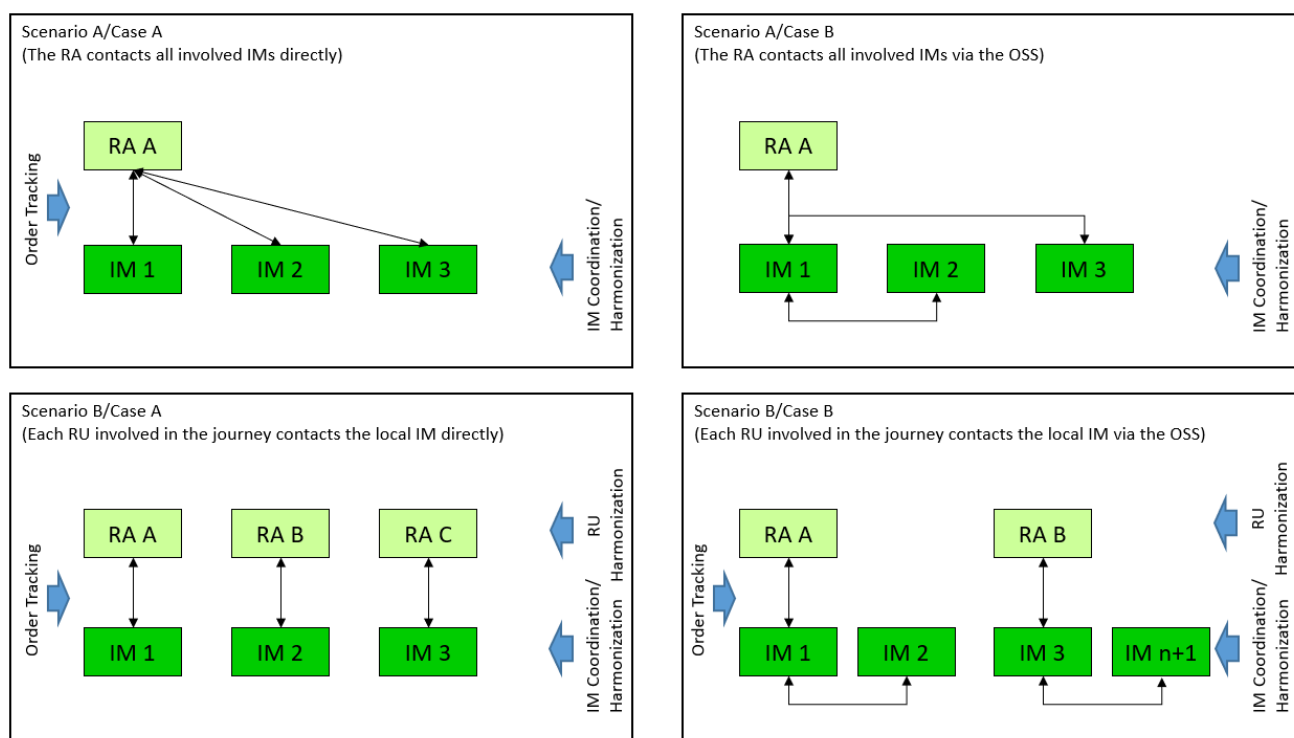 Scenario A/Case A
(The RA contacts all involved IMs directly)
Order Tracking
RA A
IM 1
IM 2
IM 3
IM Coordination/
Harmonization
Scenario A/Case B
(The RA contacts all involved IMs via the OSS)
RA A
IM 1
IM 2
IM 3
IM Coordination/
Harmonization
Scenario B/Case A
(Each RU involved in the journey contacts the local IM directly)
Order Tracking
RA A
RA B
RA C
RU
Harmonization
IM 1
IM 2
IM 3
IM Coordination/
Harmonization
Scenario B/Case B
(Each RU involved in the journey contacts the local IM via the OSS)
Order Tracking
RA A
RA B
RU
Harmonization
IM 1
IM 2
IM 3
IM n+1
IM Coordination/
Harmonization